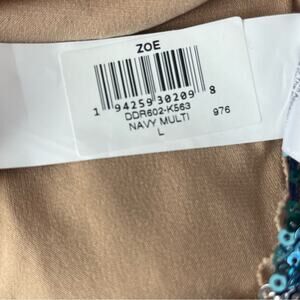 ZOE
1 94259 30209 8
DDR602-K563 976
NAVY MULTI
L